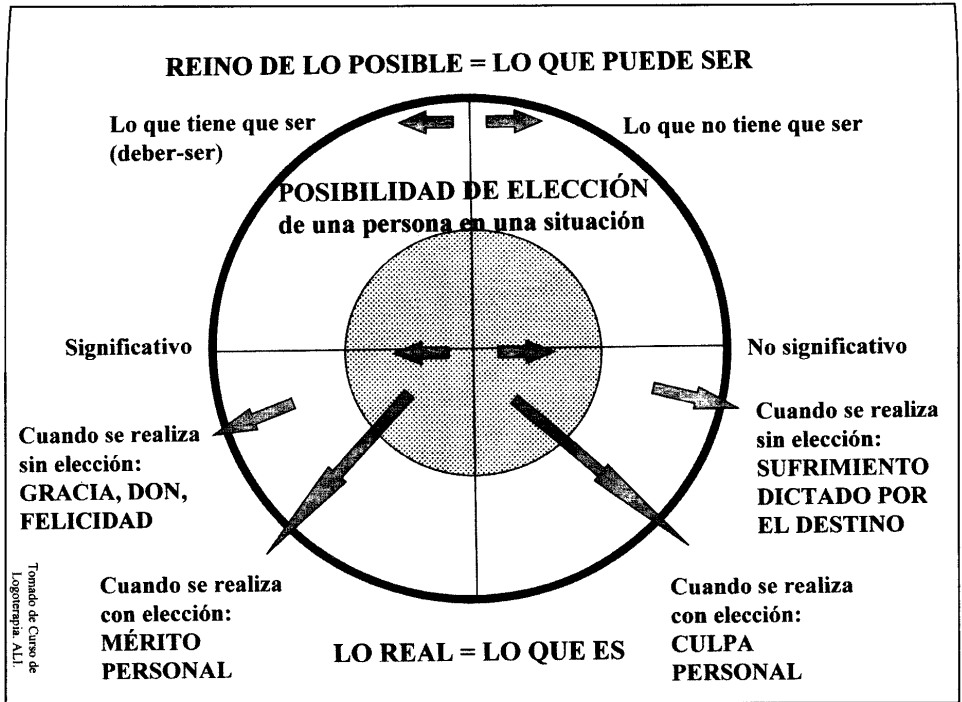 REINO DE LO POSIBLE = LO QUE PUEDE SER
Lo que tiene que ser
(deber-ser)
Lo que no tiene que ser
POSIBILIDAD DE ELECCIÓN
de una persona en una situación
Significativo
No significativo
Cuando se realiza
sin elección:
GRACIA, DON,
FELICIDAD
Cuando se realiza
sin elección:
SUFRIMIENTO
DICTADO POR
EL DESTINO
Cuando se realiza
con elección:
MÉRITO
PERSONAL
Cuando se realiza
con elección:
CULPA
PERSONAL
LO REAL = LO QUE ES
Tomado de Curso de
Logoterapia. ALI.